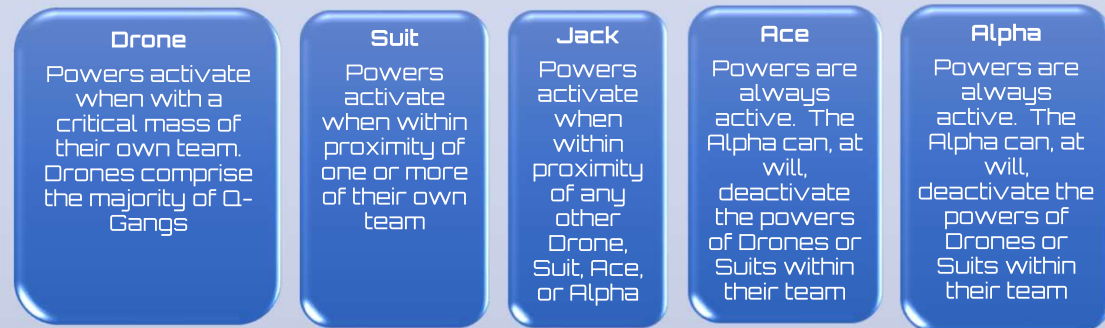 Drone
Powers activate
when with a
critical mass of
their own team.
Drones comprise
the majority of Q-
Gangs
Suit
Powers
activate
when within
proximity of
one or more
of their own
team
Jack
Powers
activate
when
within
proximity
of any
other
Drone,
Suit, Ace,
or Alpha
Ace
Powers are
always
active. The
Alpha can, at
will,
deactivate
the powers
of Drones or
Suits within
their team
Alpha
Powers are
always
active. The
Alpha can, at
will,
deactivate the
powers of
Drones or
Suits within
their team